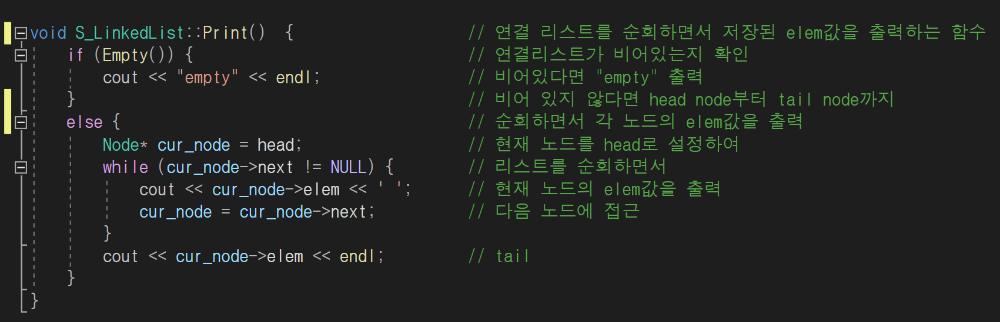 void S_LinkedList::Print()  {                    // 연결 리스트를 순회하면서 저장된 elem값을 출력하는 함수
    if (Empty()) {                              // 연결리스트가 비어있는지 확인
        cout << "empty" << endl;                // 비어있다면 "empty" 출력
    }                                           // 비어 있지 않다면 head node부터 tail node까지
    else {                                      // 순회하면서 각 노드의 elem값을 출력
        Node* cur_node = head;                  // 현재 노드를 head로 설정하여
        while (cur_node->next != NULL) {        // 리스트를 순회하면서
            cout << cur_node->elem << ' ';      // 현재 노드의 elem값을 출력
            cur_node = cur_node->next;          // 다음 노드에 접근
        }
        cout << cur_node->elem << endl;         // tail
    }
}